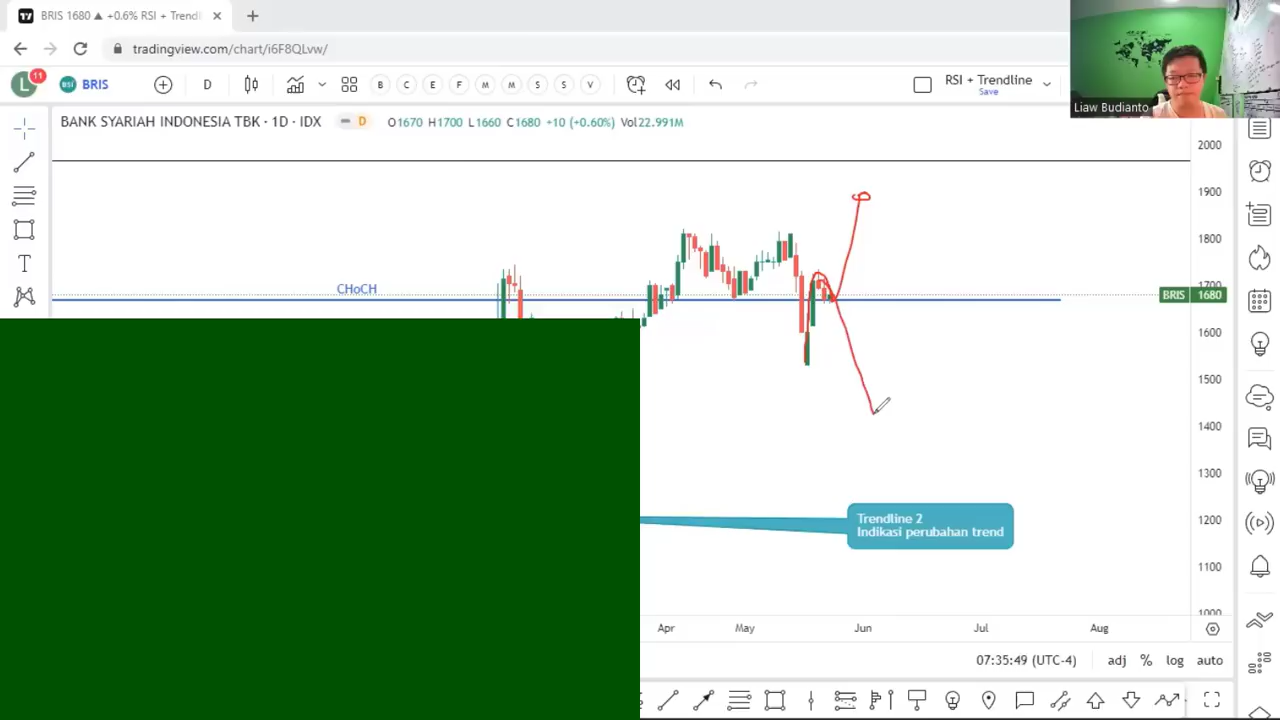 BRIS 1680 ▲ +0.6% RSI + Trendl
tradingview.com/chart/i6F8QLvw/
L 11 BRIS D B C E F M M S S V RSI + Trendline
Save
Liaw Budianto
BANK SYARIAH INDONESIA TBK · 1D · IDX D O1670 H1700 L1660 C1680 +10 (+0.60%) Vol22.991M
2000
1900
1800
CHoCH
1700
BRIS 1680
1600
1500
1400
1300
1200
Trendline 2
Indikasi perubahan trend
1100
1000
Apr May Jun Jul Aug
07:35:49 (UTC-4) adj % log auto